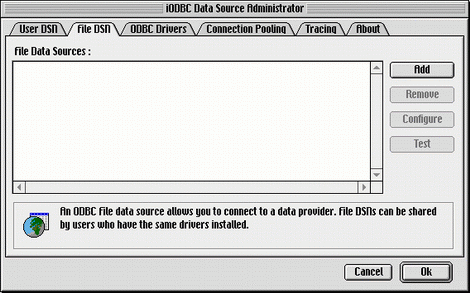 iODBC Data Source Administrator
User DSN
File DSN
ODBC Drivers
Connection Pooling
Tracing
About
File Data Sources :
Add
Remove
Configure
Test
An ODBC File data source allows you to connect to a data provider. File DSNs can be shared
by users who have the same drivers installed.
Cancel
Ok